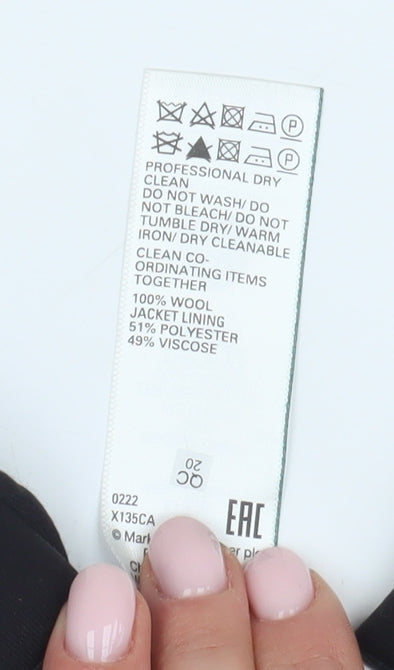 P
P
PROFESSIONAL DRY
CLEAN
DO NOT WASH/ DO
NOT BLEACH/ DO NOT
TUMBLE DRY/ WARM
IRON/ DRY CLEANABLE
CLEAN CO-
ORDINATING ITEMS
TOGETHER
100% WOOL
JACKET LINING
51% POLYESTER
49% VISCOSE
QC
20
0222
X135CA
EAC
©